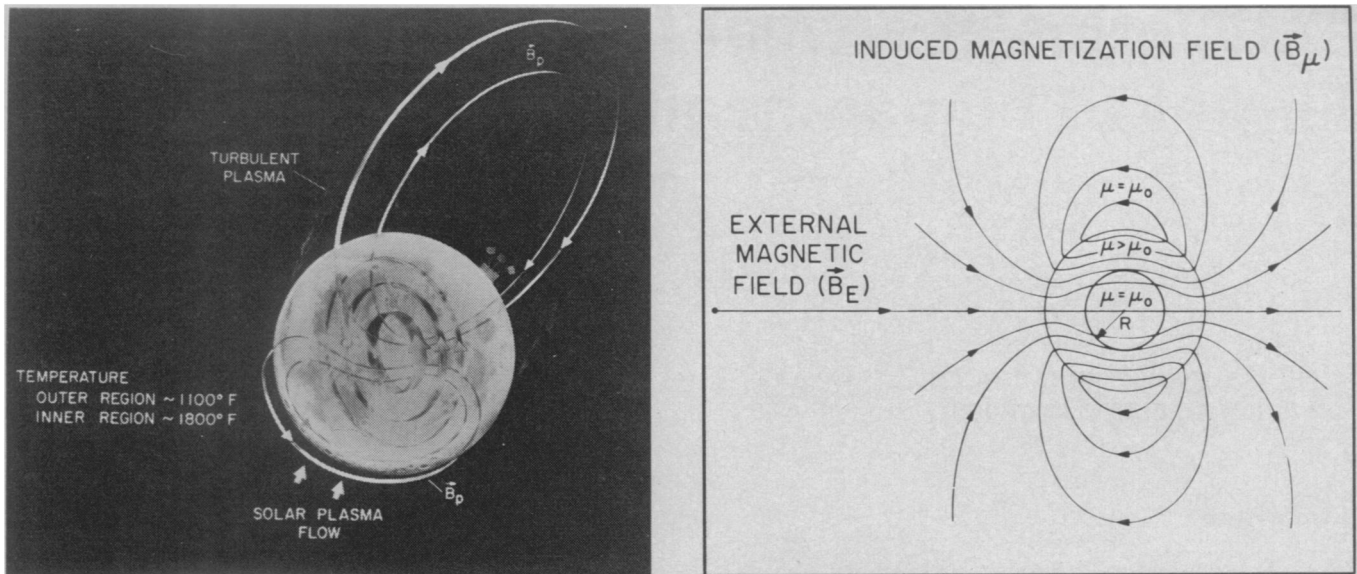 B⃗p
TURBULENT
PLASMA
TEMPERATURE
OUTER REGION ~ 1100° F
INNER REGION ~ 1800° F
B⃗p
SOLAR PLASMA
FLOW
INDUCED MAGNETIZATION FIELD (B⃗μ)
μ = μo
EXTERNAL
MAGNETIC
FIELD (B⃗E)
μ > μo
μ = μo
R